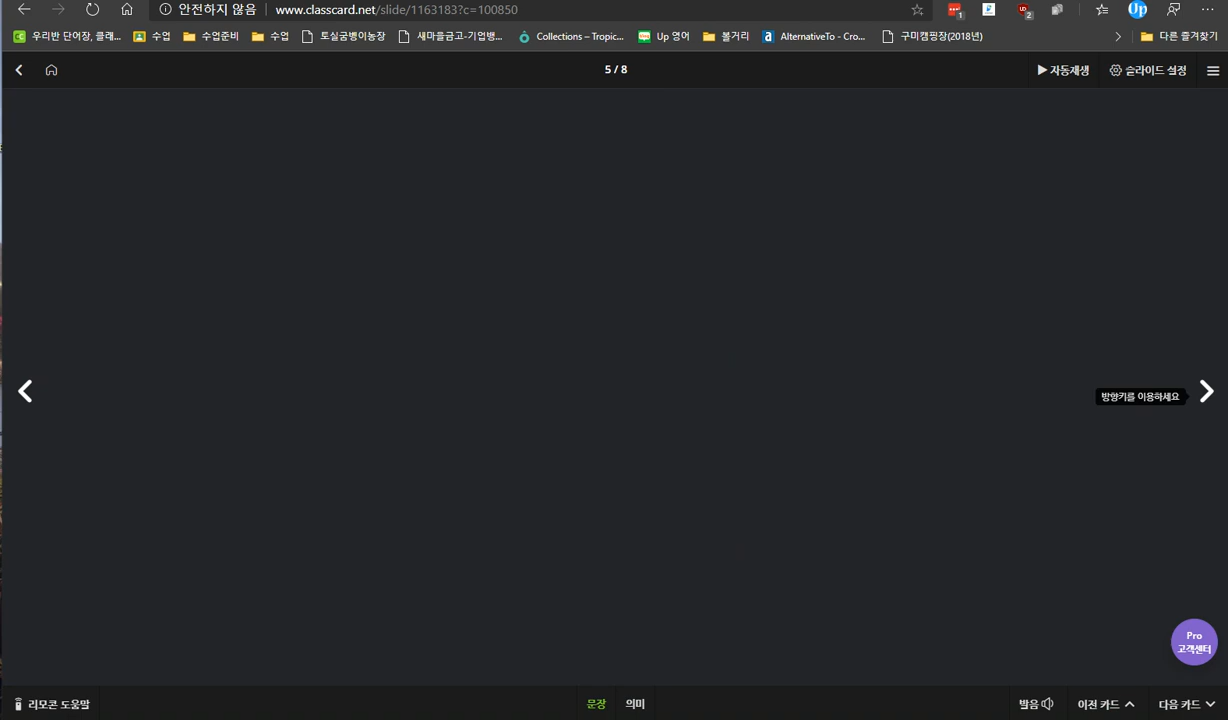 안전하지 않음 www.classcard.net/slide/1163183?c=100850
1
2
Up
우리반 단어장, 클래... 수업 수업준비 수업 토실굼벵이농장 새마을금고-기업뱅... Collections – Tropic... Up 영어 볼거리 AlternativeTo - Cro... 구미캠핑장(2018년) 다른 즐겨찾기
5 / 8
자동재생 슬라이드 설정
방향키를 이용하세요
Pro
고객센터
리모콘 도움말 문장 의미 발음 이전 카드 다음 카드